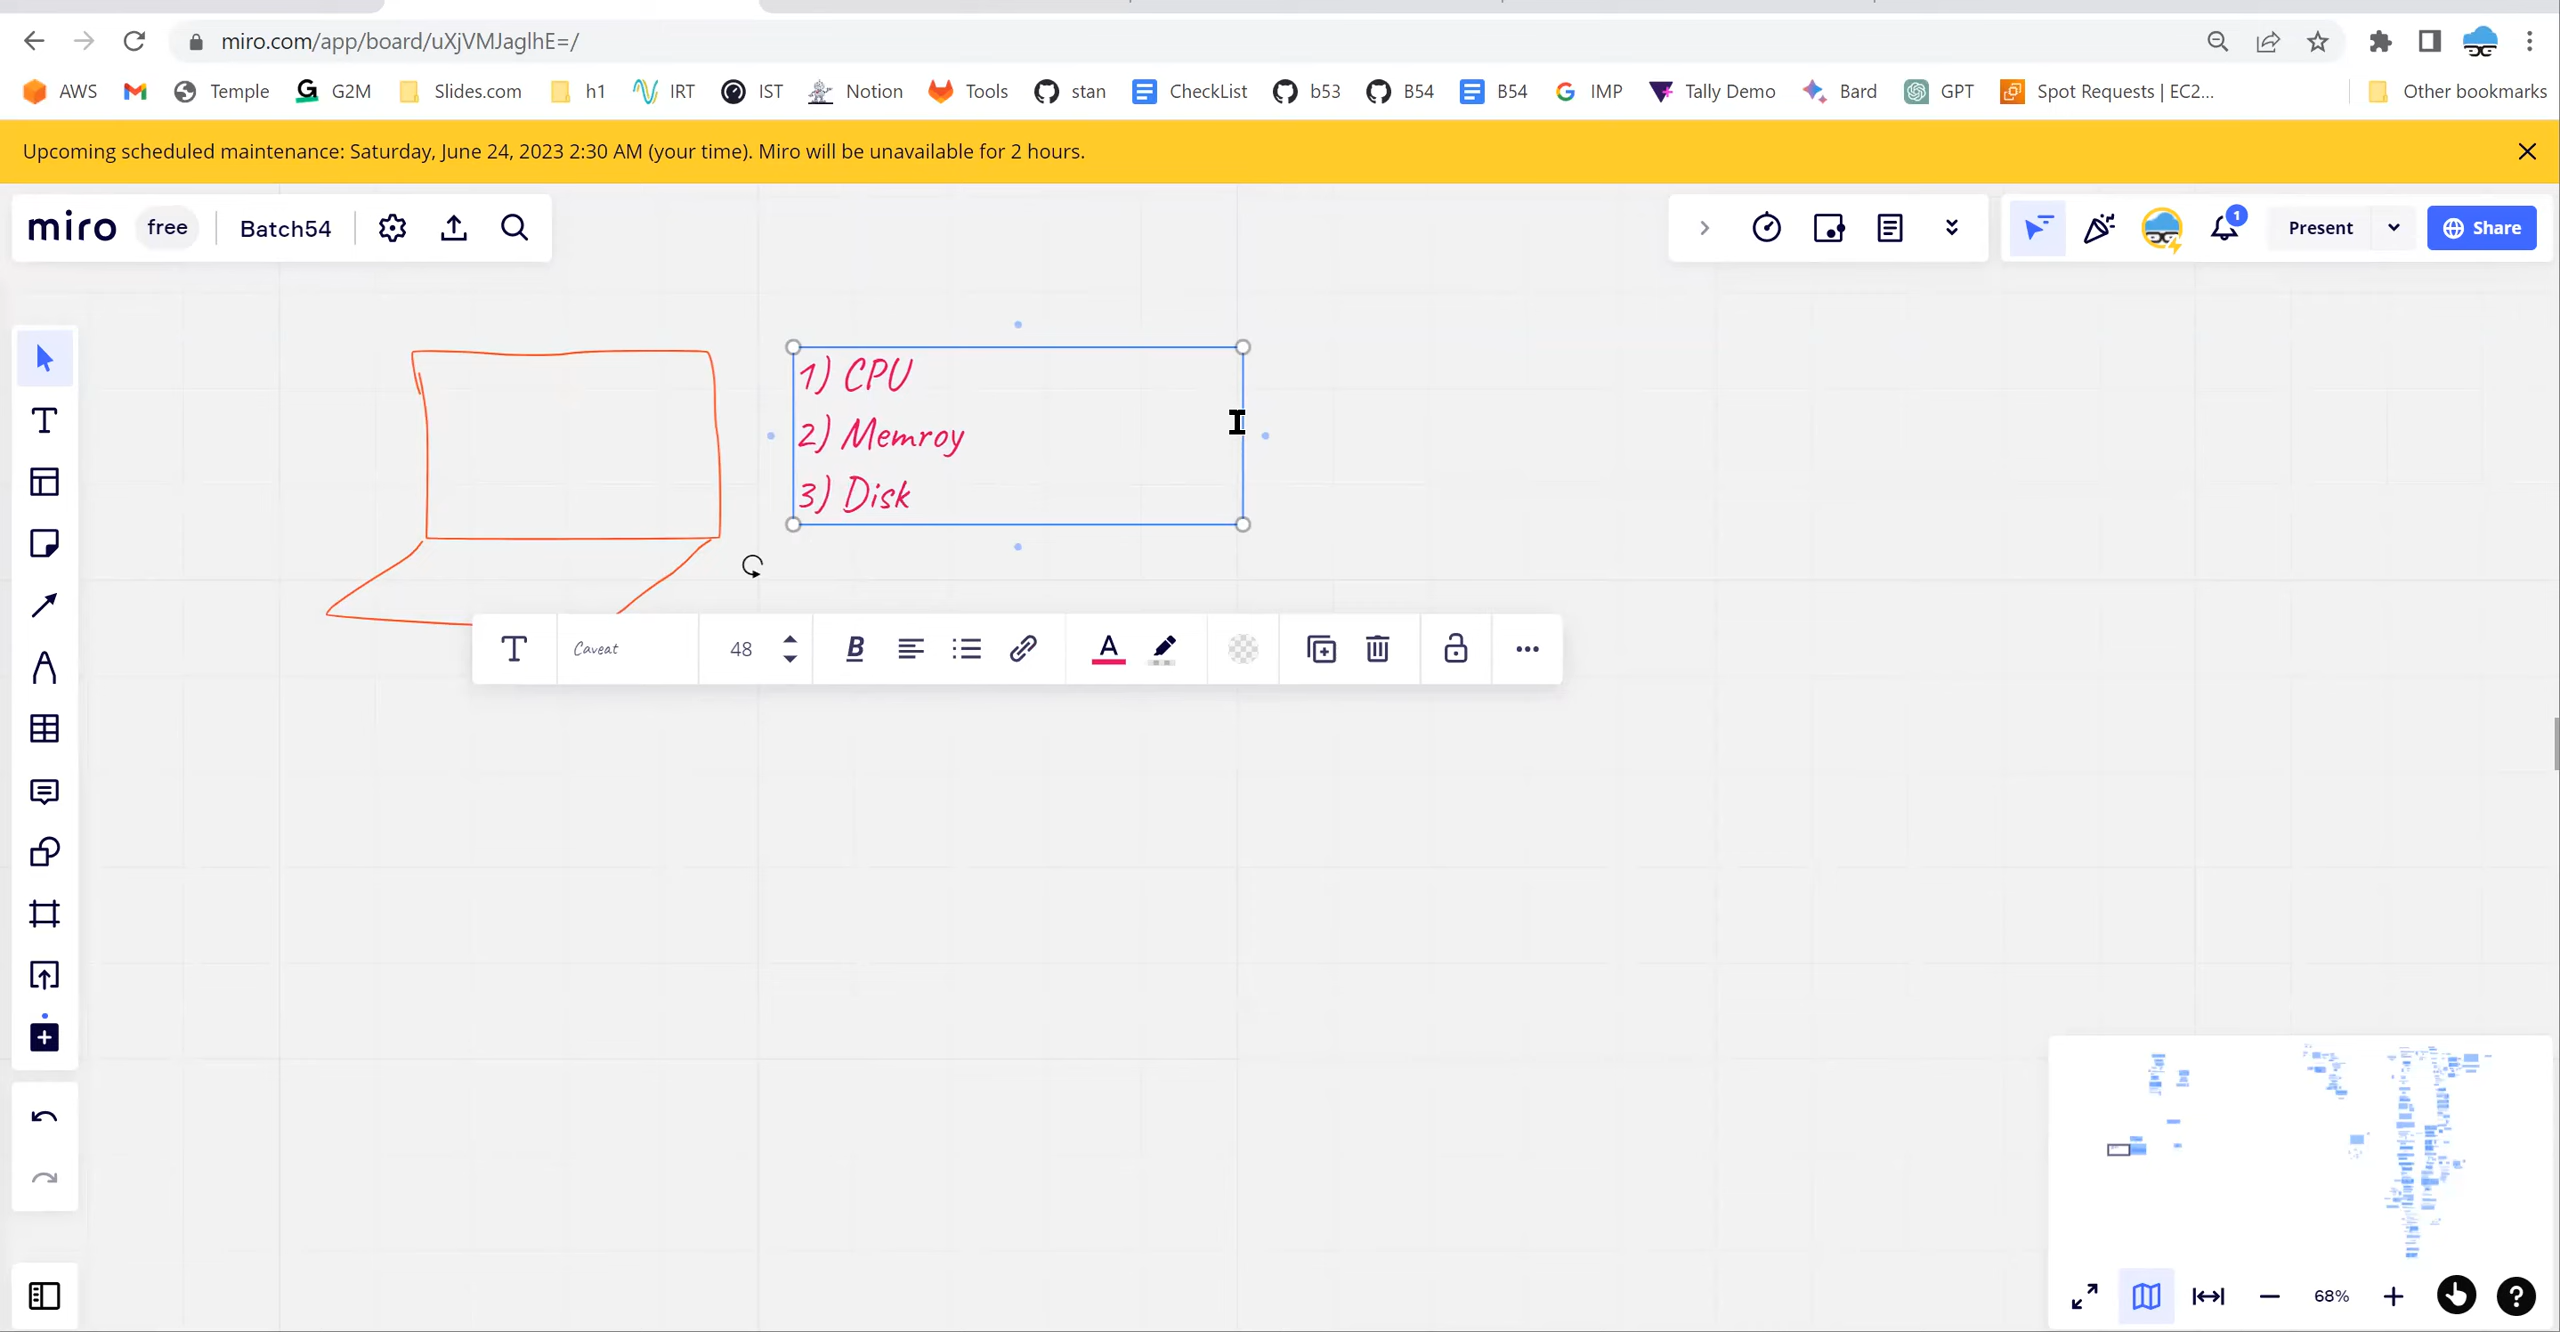 miro.com/app/board/uXjVMJaglhE=/
AWS Temple G2M Slides.com h1 IRT IST Notion Tools stan CheckList b53 B54 B54 IMP Tally Demo Bard GPT Spot Requests | EC2... Other bookmarks
Upcoming scheduled maintenance: Saturday, June 24, 2023 2:30 AM (your time). Miro will be unavailable for 2 hours.
miro free Batch54 1 Present Share
1) CPU
2) Memroy
3) Disk
Caveat 48 B A
68%